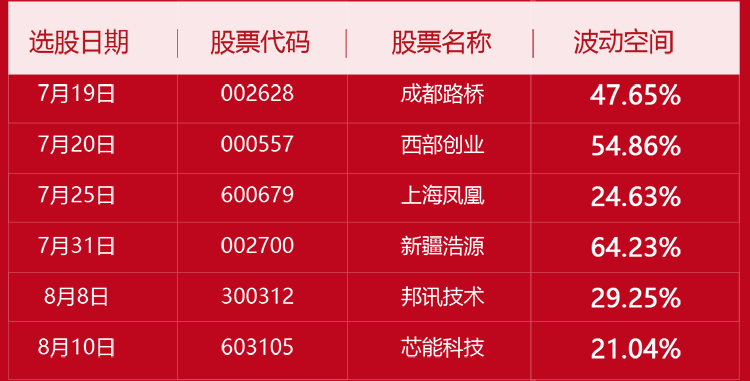 选股日期 股票代码 股票名称 波动空间
7月19日 002628 成都路桥 47.65%
7月20日 000557 西部创业 54.86%
7月25日 600679 上海凤凰 24.63%
7月31日 002700 新疆浩源 64.23%
8月8日 300312 邦讯技术 29.25%
8月10日 603105 芯能科技 21.04%